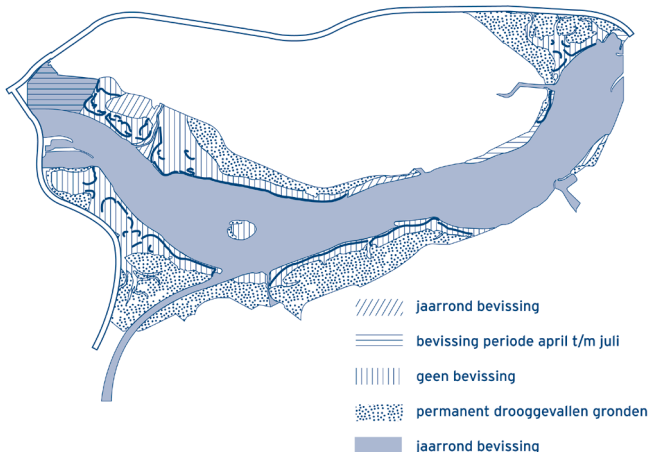 jaarrond bevissing
bevissing periode april t/m juli
geen bevissing
permanent drooggevallen gronden
jaarrond bevissing